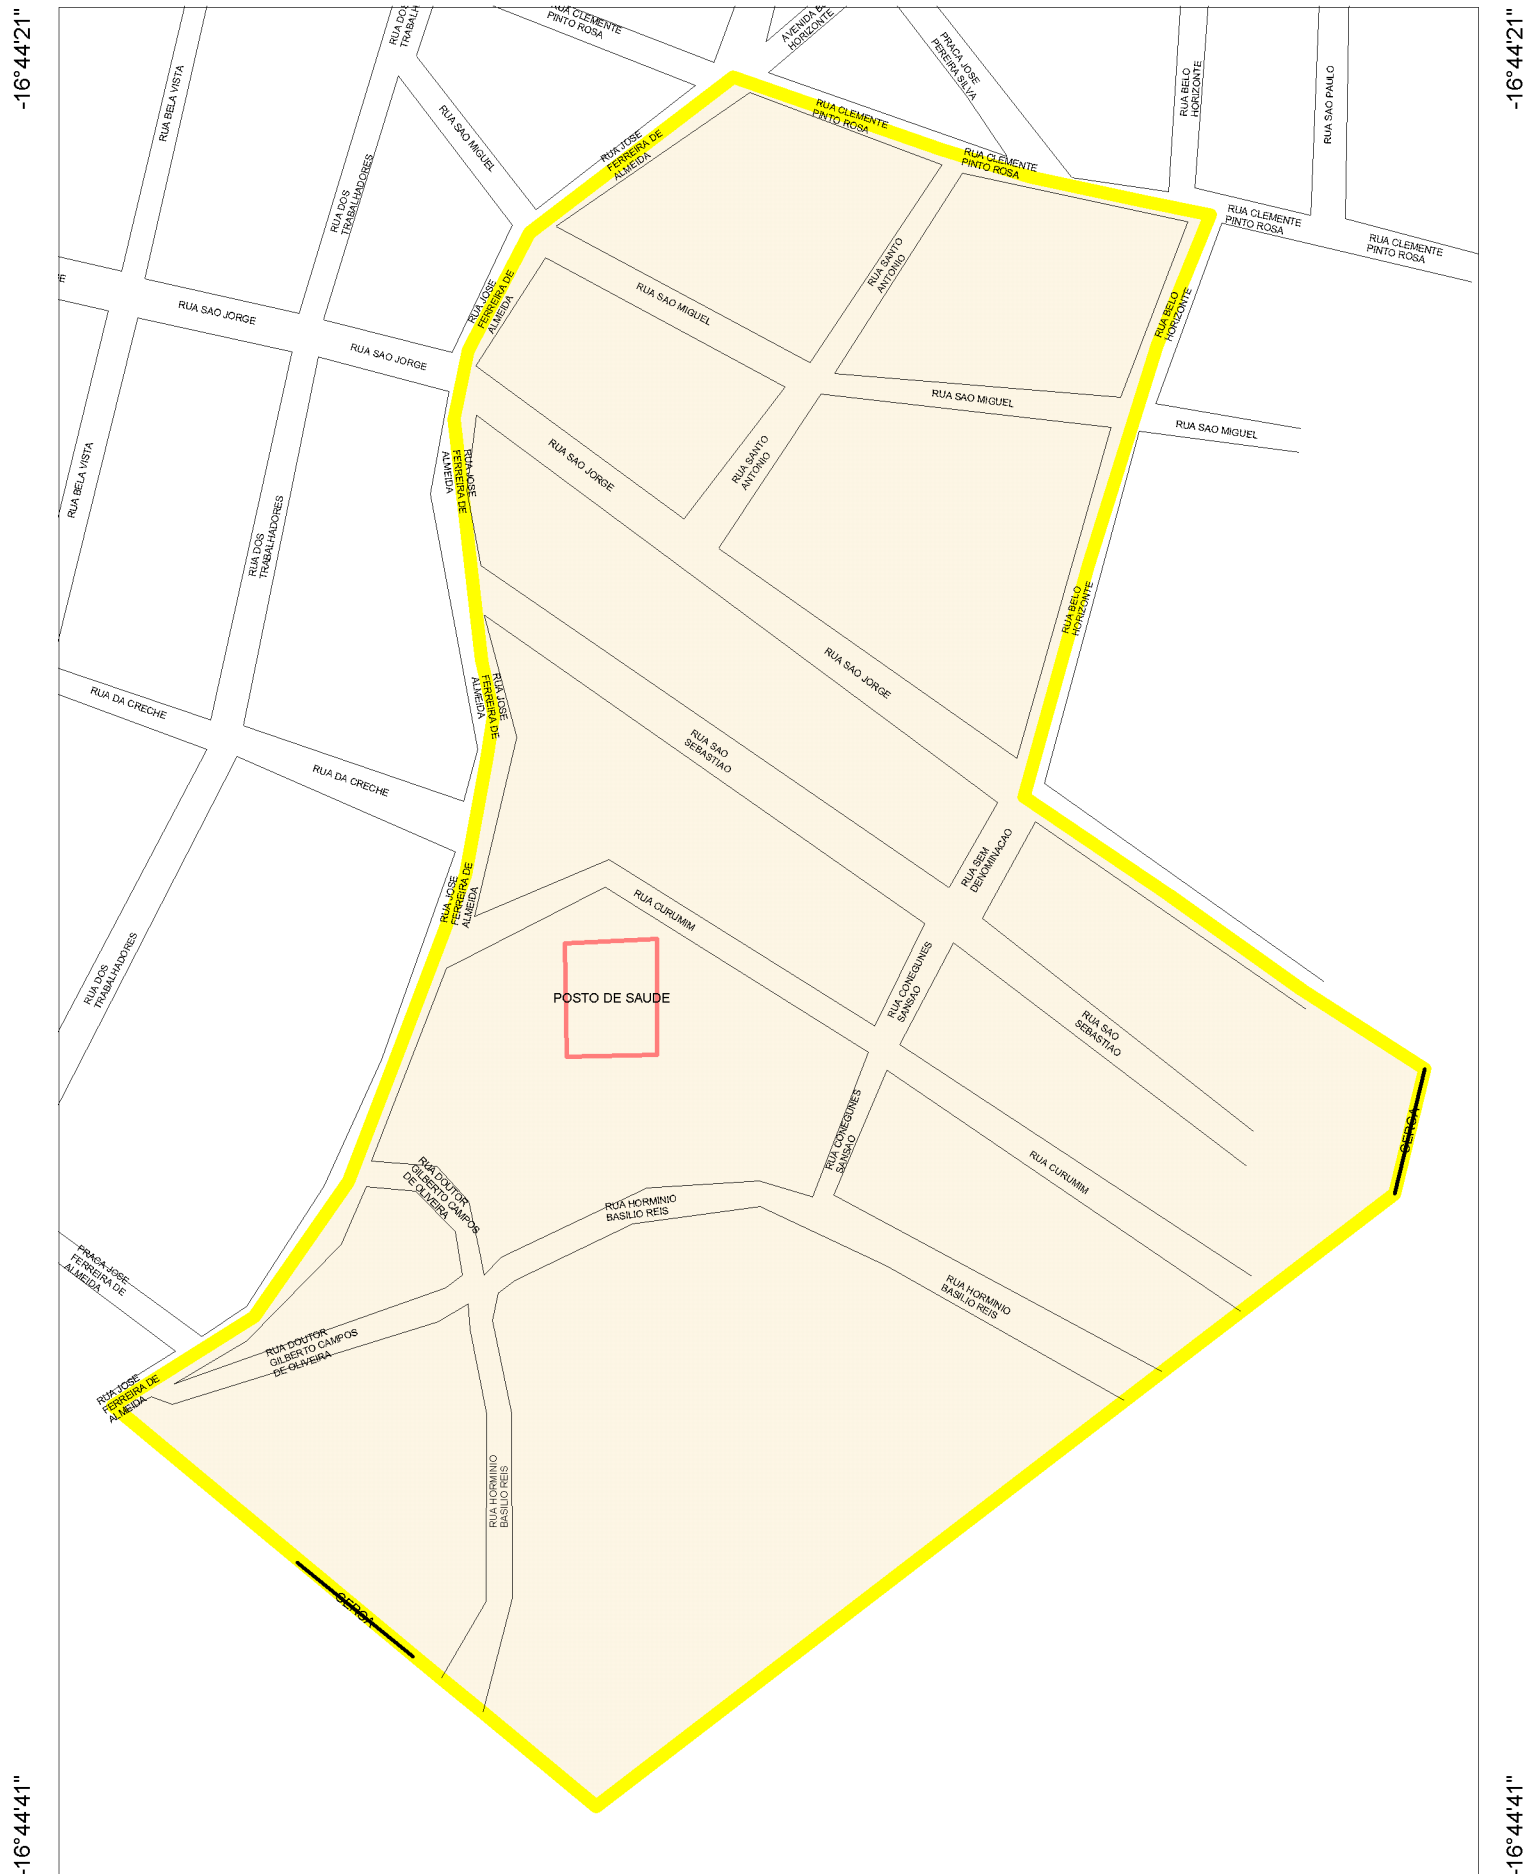 -16°44'21"
-16°44'21"
RUA DOS
TRABALH
RUA CLEMENTE
PINTO ROSA
AVENIDA B
HORIZONTE
PRACA JOSE
PEREIRA SILVA
RUA BELO
HORIZONTE
RUA SAO PAULO
RUA BELA VISTA
RUA SAO MIGUEL
RUA CLEMENTE
PINTO ROSA
RUA JOSE
FERREIRA DE
ALMEIDA
RUA CLEMENTE
PINTO ROSA
RUA DOS
TRABALHADORES
RUA CLEMENTE
PINTO ROSA
RUA CLEMENTE
PINTO ROSA
RUA SANTO
ANTONIO
RUA JOSE
FERREIRA DE
ALMEIDA
RUA SAO MIGUEL
RUA BELO
HORIZONTE
RUA SAO JORGE
RUA SAO JORGE
RUA SAO MIGUEL
RUA SAO MIGUEL
RUA BELA VISTA
RUA JOSE
FERREIRA DE
ALMEIDA
RUA SAO JORGE
RUA SANTO
ANTONIO
RUA DOS
TRABALHADORES
RUA BELO
HORIZONTE
RUA SAO JORGE
RUA DA CRECHE
RUA JOSE
FERREIRA DE
ALMEIDA
RUA SAO
SEBASTIAO
RUA DA CRECHE
RUA SEM
DENOMINACAO
RUA JOSE
FERREIRA DE
ALMEIDA
RUA CURUMIM
RUA DOS
TRABALHADORES
RUA CONEGUNES
SANSAO
POSTO DE SAUDE
RUA SAO
SEBASTIAO
RUA CONEGUNES
SANSAO
CERCA
RUA CURUMIM
RUA DOUTOR
GILBERTO CAMPOS
DE OLIVEIRA
RUA HORMINIO
BASILIO REIS
PRACA JOSE
FERREIRA DE
ALMEIDA
RUA HORMINIO
BASILIO REIS
RUA DOUTOR
GILBERTO CAMPOS
DE OLIVEIRA
RUA JOSE
FERREIRA DE
ALMEIDA
RUA HORMINIO
BASILIO REIS
CERCA
-16°44'41"
-16°44'41"